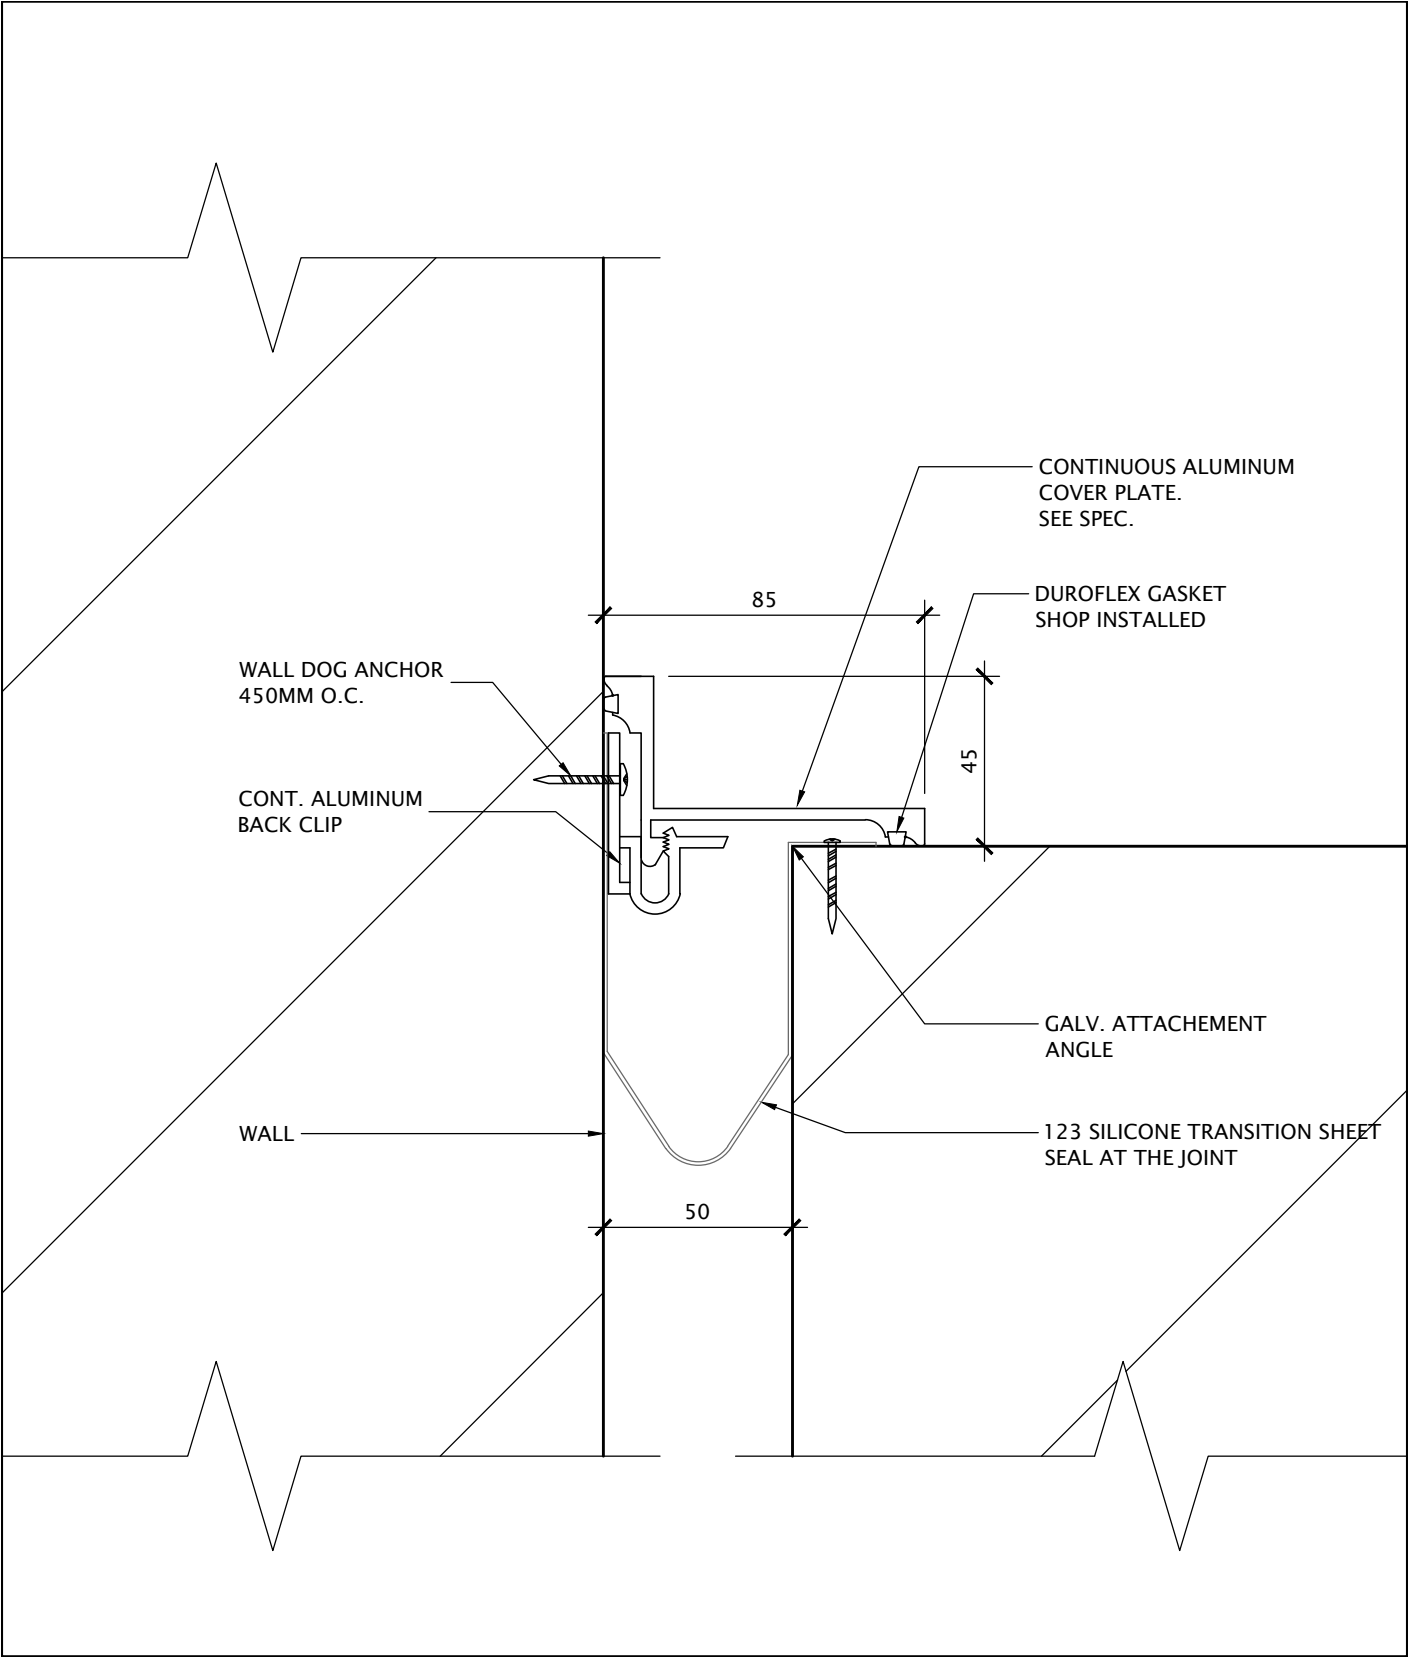 CONTINUOUS ALUMINUM
COVER PLATE.
SEE SPEC.
85
DUROFLEX GASKET
SHOP INSTALLED
WALL DOG ANCHOR
450MM O.C.
45
CONT. ALUMINUM
BACK CLIP
GALV. ATTACHEMENT
ANGLE
WALL
123 SILICONE TRANSITION SHEET
SEAL AT THE JOINT
50